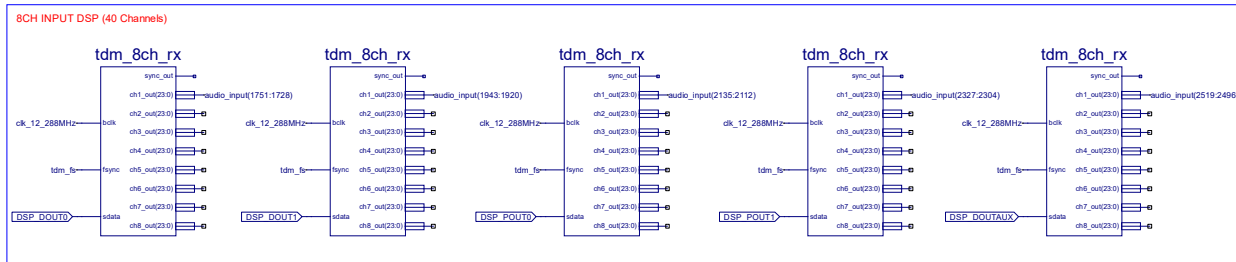 8CH INPUT DSP (40 Channels)
tdm_8ch_rx
sync_out
ch1_out(23:0)
audio_input(1751:1728)
ch2_out(23:0)
clk_12_288MHz
bclk
ch3_out(23:0)
ch4_out(23:0)
tdm_fs
fsync
ch5_out(23:0)
ch6_out(23:0)
ch7_out(23:0)
DSP_DOUT0
sdata
ch8_out(23:0)
tdm_8ch_rx
sync_out
ch1_out(23:0)
audio_input(1943:1920)
ch2_out(23:0)
clk_12_288MHz
bclk
ch3_out(23:0)
ch4_out(23:0)
tdm_fs
fsync
ch5_out(23:0)
ch6_out(23:0)
ch7_out(23:0)
DSP_DOUT1
sdata
ch8_out(23:0)
tdm_8ch_rx
sync_out
ch1_out(23:0)
audio_input(2135:2112)
ch2_out(23:0)
clk_12_288MHz
bclk
ch3_out(23:0)
ch4_out(23:0)
tdm_fs
fsync
ch5_out(23:0)
ch6_out(23:0)
ch7_out(23:0)
DSP_POUT0
sdata
ch8_out(23:0)
tdm_8ch_rx
sync_out
ch1_out(23:0)
audio_input(2327:2304)
ch2_out(23:0)
clk_12_288MHz
bclk
ch3_out(23:0)
ch4_out(23:0)
tdm_fs
fsync
ch5_out(23:0)
ch6_out(23:0)
ch7_out(23:0)
DSP_POUT1
sdata
ch8_out(23:0)
tdm_8ch_rx
sync_out
ch1_out(23:0)
audio_input(2519:2496
ch2_out(23:0)
clk_12_288MHz
bclk
ch3_out(23:0)
ch4_out(23:0)
tdm_fs
fsync
ch5_out(23:0)
ch6_out(23:0)
ch7_out(23:0)
DSP_DOUTAUX
sdata
ch8_out(23:0)